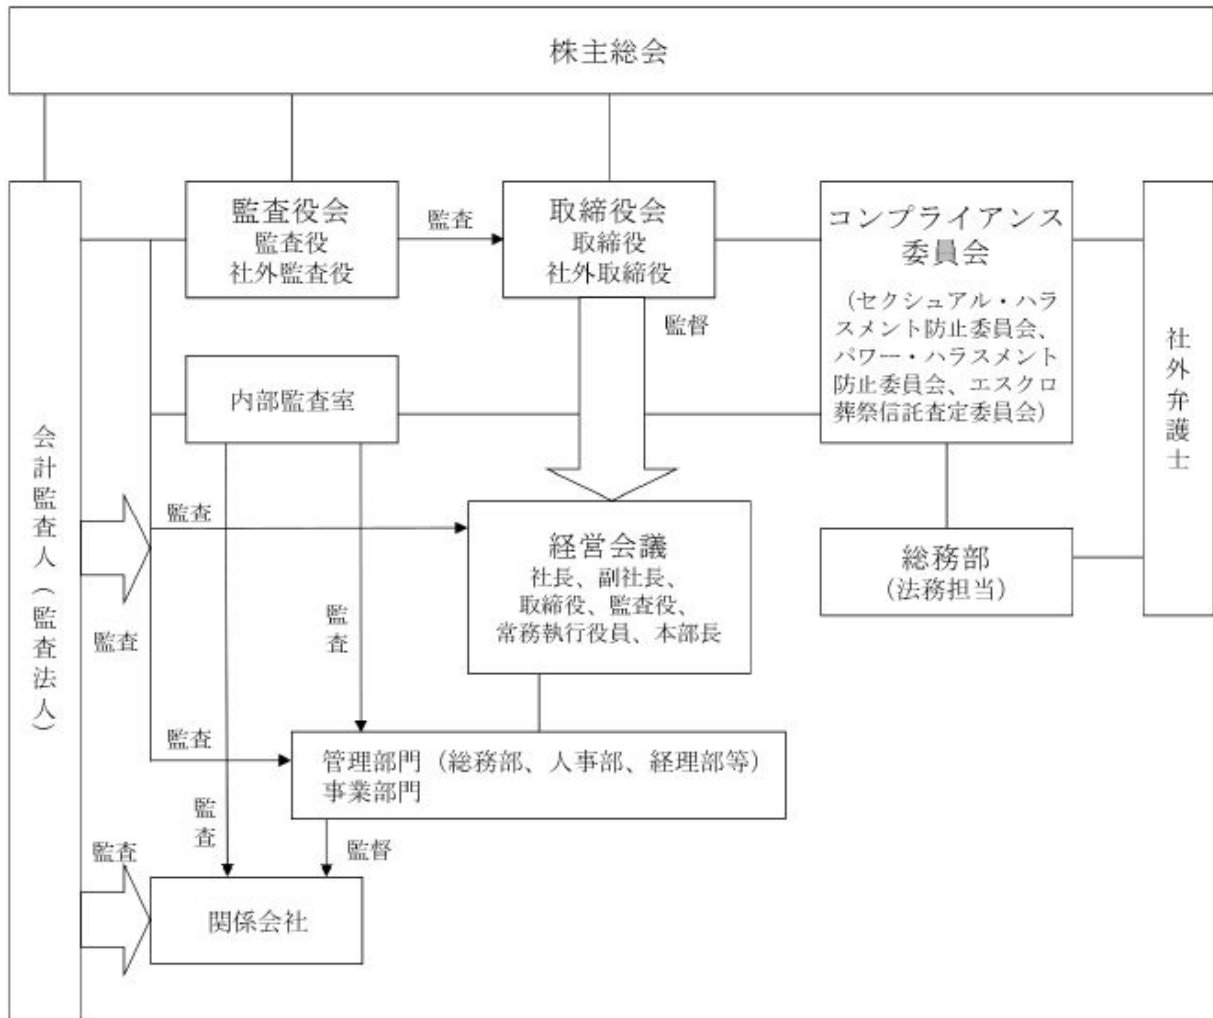 株主総会
監査役会
監査役
社外監査役
監査
取締役会
取締役
社外取締役
監督
コンプライアンス
委員会
（セクシュアル・ハラ
スメント防止委員会、
パワー・ハラスメント
防止委員会、エスクロ
葬祭信託査定委員会）
社外弁護士
内部監査室
会計監査人（監査法人）
監査
監査
経営会議
社長、副社長、
取締役、監査役、
常務執行役員、本部長
総務部
（法務担当）
監査
監査
管理部門（総務部、人事部、経理部等）
事業部門
監査
監督
監査
関係会社